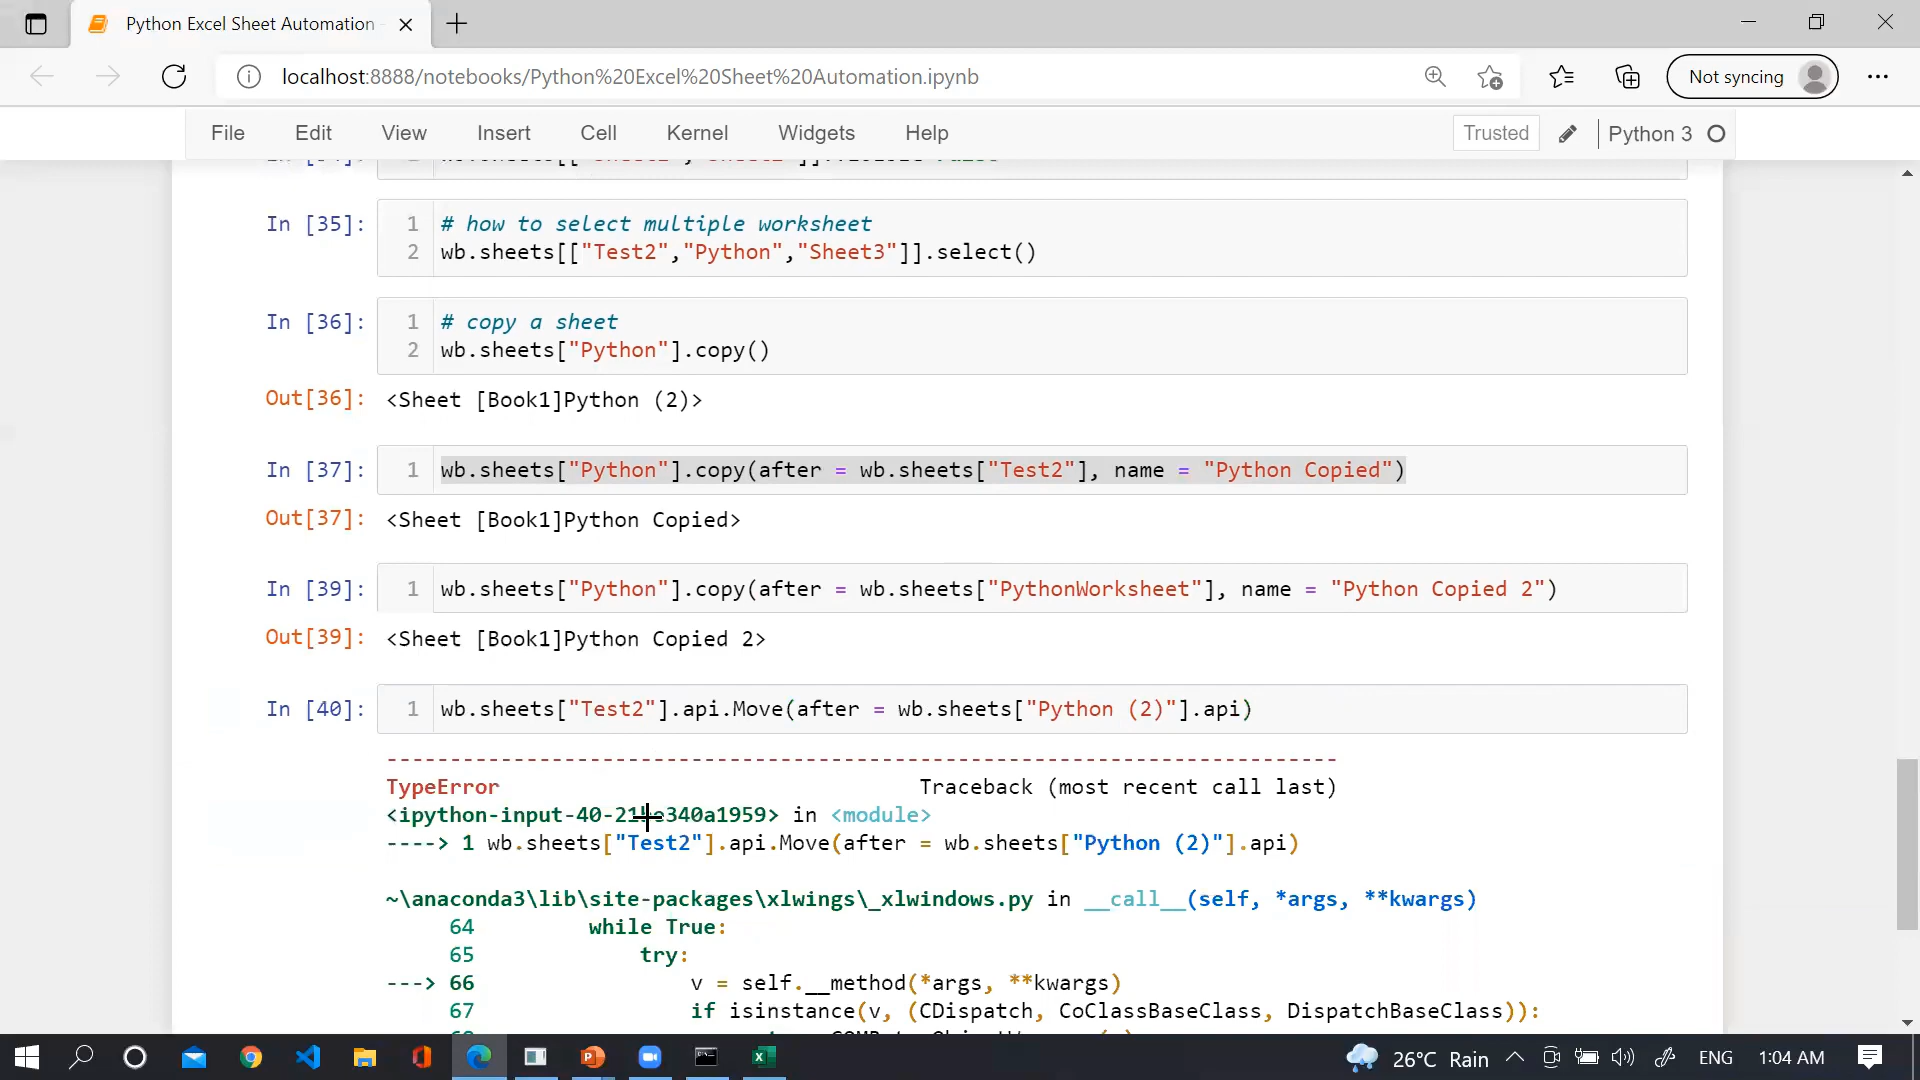 Python Excel Sheet Automation -
localhost:8888/notebooks/Python%20Excel%20Sheet%20Automation.ipynb
Not syncing
File Edit View Insert Cell Kernel Widgets Help
Trusted Python 3
In [35]: 1 # how to select multiple worksheet
2 wb.sheets[["Test2","Python","Sheet3"]].select()
In [36]: 1 # copy a sheet
2 wb.sheets["Python"].copy()
Out[36]: <Sheet [Book1]Python (2)>
In [37]: 1 wb.sheets["Python"].copy(after = wb.sheets["Test2"], name = "Python Copied")
Out[37]: <Sheet [Book1]Python Copied>
In [39]: 1 wb.sheets["Python"].copy(after = wb.sheets["PythonWorksheet"], name = "Python Copied 2")
Out[39]: <Sheet [Book1]Python Copied 2>
In [40]: 1 wb.sheets["Test2"].api.Move(after = wb.sheets["Python (2)"].api)
---------------------------------------------------------------------------
TypeError Traceback (most recent call last)
in <module>
----> 1 wb.sheets["Test2"].api.Move(after = wb.sheets["Python (2)"].api)
~\anaconda3\lib\site-packages\xlwings\_xlwindows.py in __call__(self, *args, **kwargs)
64 while True:
65 try:
---> 66 v = self.__method(*args, **kwargs)
67 if isinstance(v, (CDispatch, CoClassBaseClass, DispatchBaseClass)):
26°C Rain ENG 1:04 AM